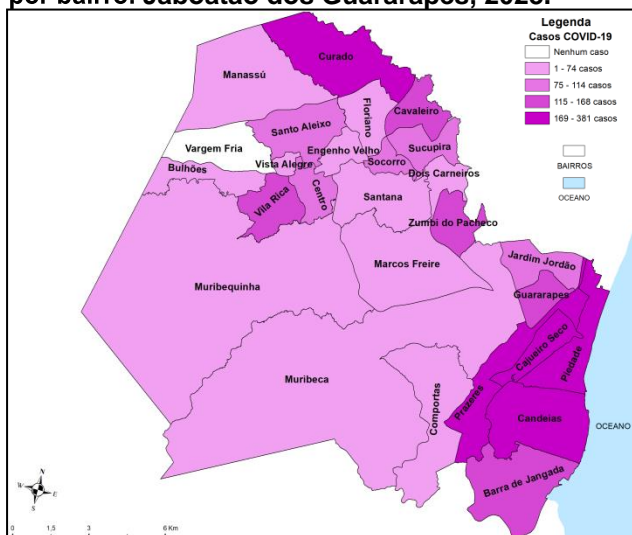 por bairro. Jaboatão dos Guararapes, 2023.
Legenda
Casos COVID-19
Nenhum caso
1 - 74 casos
75 - 114 casos
115 - 168 casos
169 - 381 casos
BAIRROS
OCEANO
Curado
Manassú
Floriano
Cavaleiro
Santo Aleixo
Vargem Fria
Engenho Velho
Sucupira
Vista Alegre
Socorro
Bulhões
Dois Carneiros
Vila Rica
Centro
Santana
Zumbi do Pacheco
Marcos Freire
Jardim Jordão
Muribequinha
Guararapes
Cajueiro Seco
Piedade
Muribeca
Comportas
Prazeres
Candeias
OCEANO
Barra de Jangada
N
W
E
S
0 1,5 3 6 Km